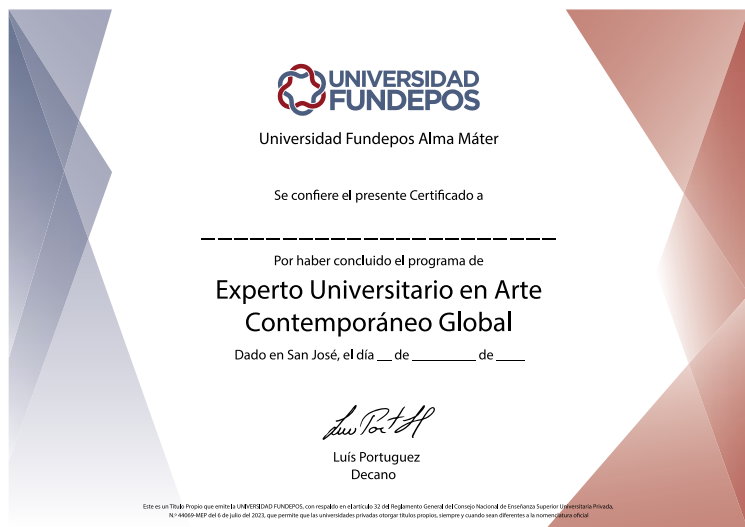 UNIVERSIDAD
FUNDEPOS
Universidad Fundepos Alma Máter
Se confiere el presente Certificado a
Por haber concluido el programa de
Experto Universitario en Arte
Contemporáneo Global
Dado en San José, el día __ de ________ de ____
Luís Portuguez
Decano
Este es un Título Propio que emite la UNIVERSIDAD FUNDEPOS, con respaldo en el artículo 32 del Reglamento General del Consejo Nacional de Enseñanza Superior Universitaria Privada,
N.º 44069-MEP del 6 de julio del 2023, que permite que las universidades privadas otorgar títulos propios, siempre y cuando sean diferentes a la nomenclatura oficial